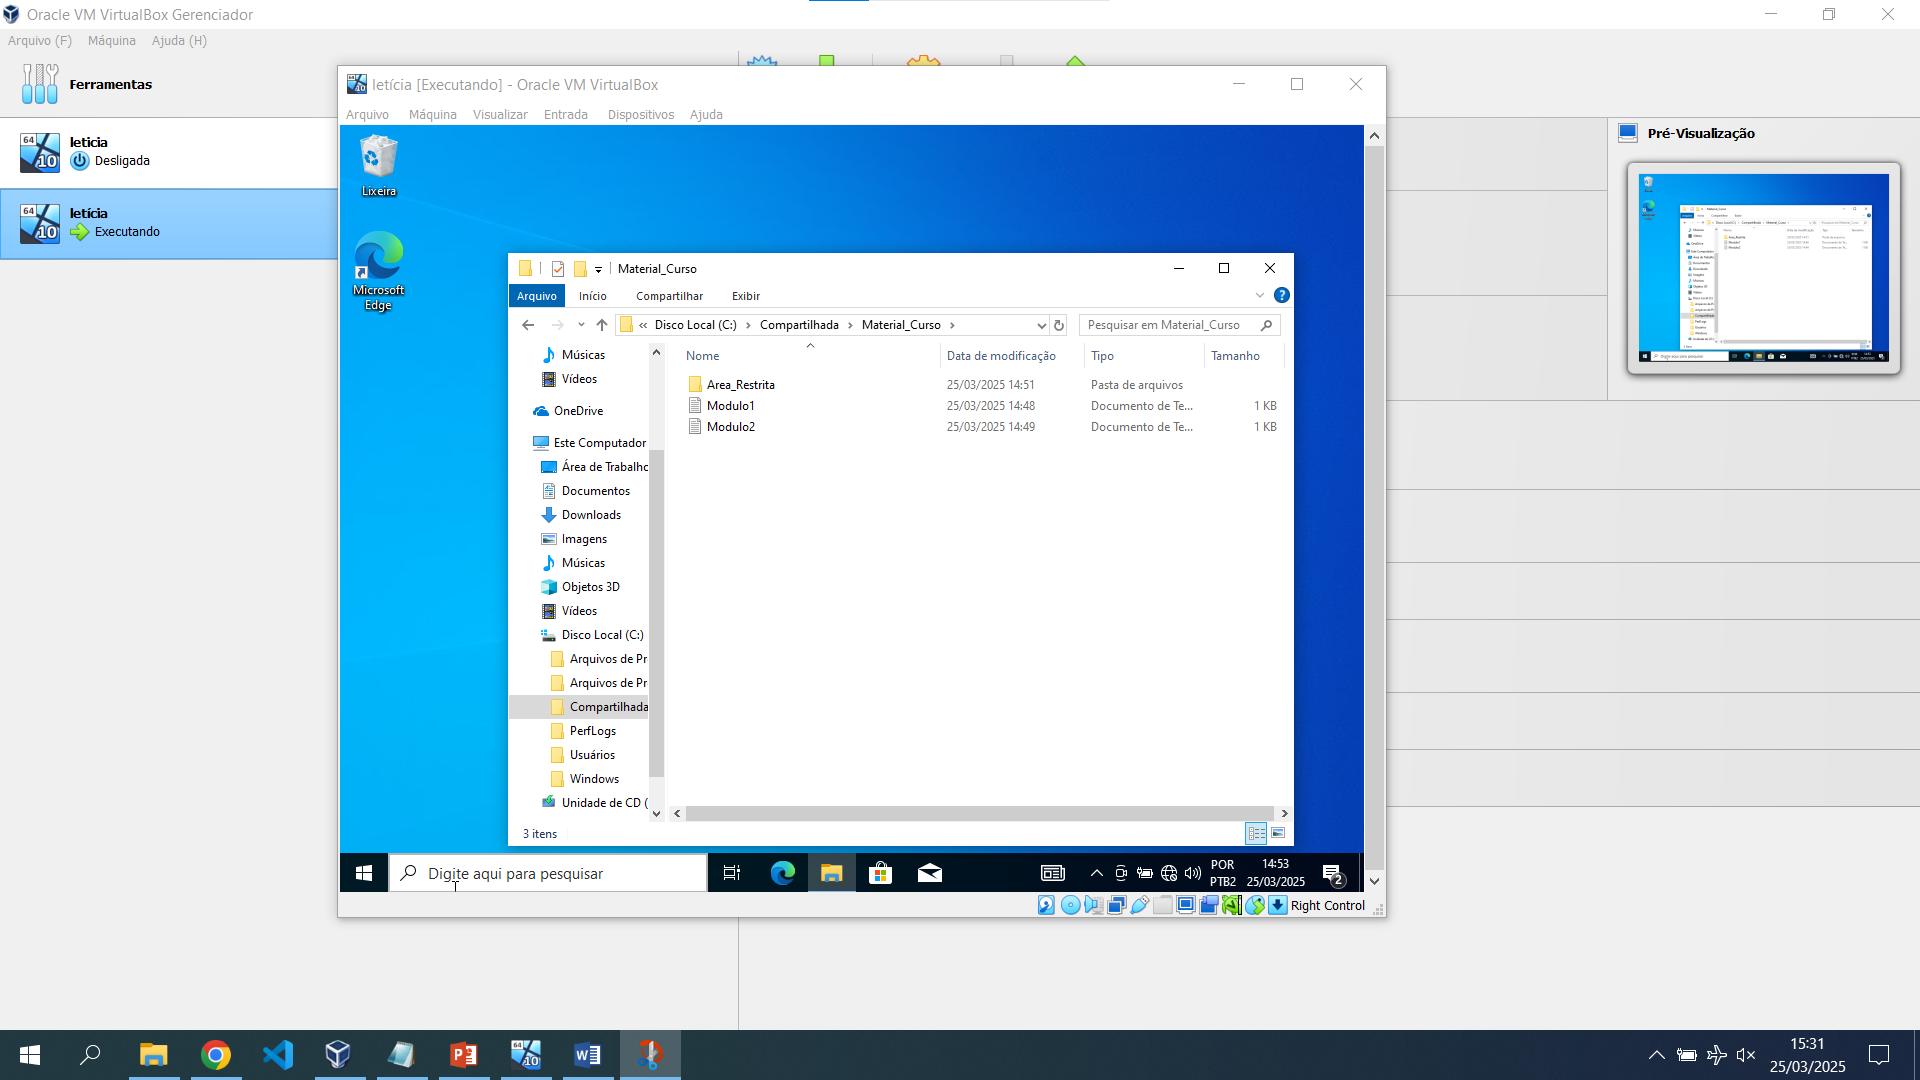 Oracle VM VirtualBox Gerenciador
Arquivo (F) Máquina Ajuda (H)
Ferramentas
leticia
Desligada
letícia
Executando
letícia [Executando] - Oracle VM VirtualBox
Arquivo Máquina Visualizar Entrada Dispositivos Ajuda
Lixeira
Microsoft
Edge
Material_Curso
Arquivo Início Compartilhar Exibir
« Disco Local (C:) Compartilhada Material_Curso
Pesquisar em Material_Curso
Músicas
Vídeos
OneDrive
Este Computador
Área de Trabalho
Documentos
Downloads
Imagens
Músicas
Objetos 3D
Vídeos
Disco Local (C:)
Arquivos de Pr
Arquivos de Pr
Compartilhada
PerfLogs
Usuários
Windows
Unidade de CD (
Nome Data de modificação Tipo Tamanho
Area_Restrita 25/03/2025 14:51 Pasta de arquivos
Modulo1 25/03/2025 14:48 Documento de Te... 1 KB
Modulo2 25/03/2025 14:49 Documento de Te... 1 KB
3 itens
Digite aqui para pesquisar
POR
PTB2
14:53
25/03/2025
2
Right Control
Pré-Visualização
15:31
25/03/2025